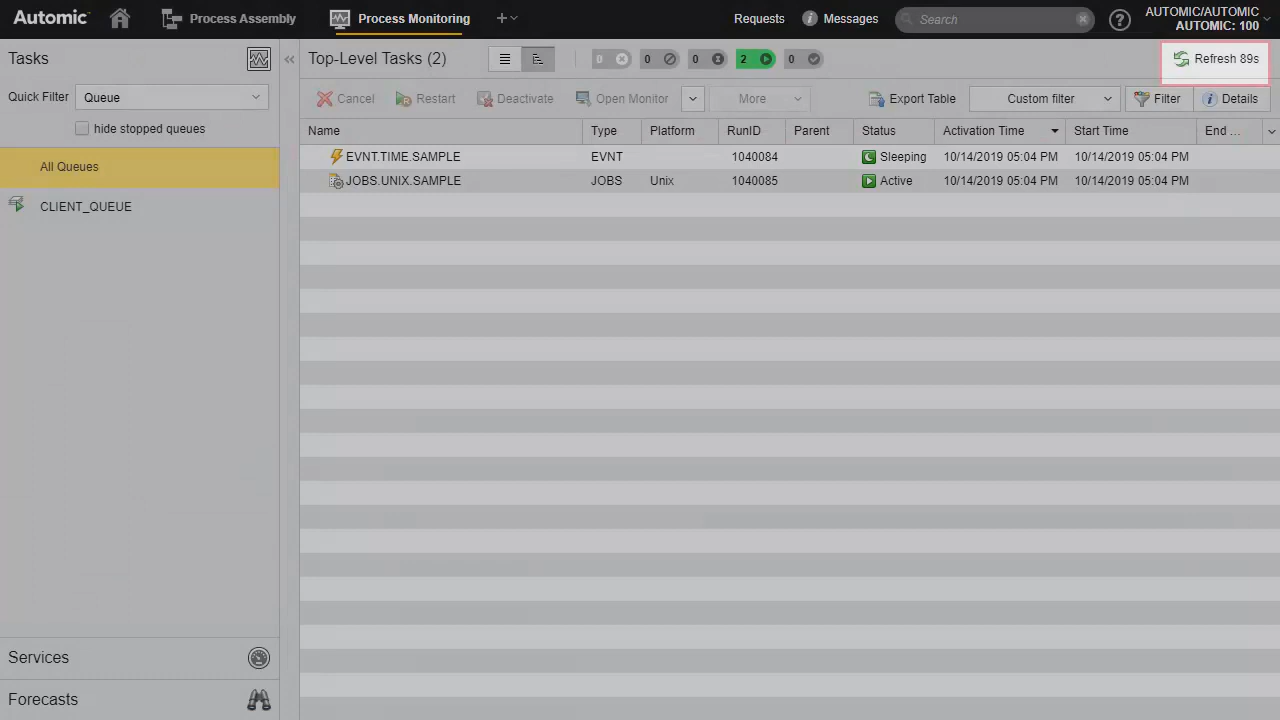 Automic
Process Assembly
Process Monitoring
Requests
Messages
Search
AUTOMIC/AUTOMIC
AUTOMIC: 100
Tasks
Top-Level Tasks (2)
0
0
0
2
0
Refresh 89s
Quick Filter
Queue
Cancel
Restart
Deactivate
Open Monitor
More
Export Table
Custom filter
Filter
Details
hide stopped queues
Name
Type
Platform
RunID
Parent
Status
Activation Time
Start Time
End ...
All Queues
EVNT.TIME.SAMPLE
EVNT
1040084
Sleeping
10/14/2019 05:04 PM
10/14/2019 05:04 PM
JOBS.UNIX.SAMPLE
JOBS
Unix
1040085
Active
10/14/2019 05:04 PM
10/14/2019 05:04 PM
CLIENT_QUEUE
Services
Forecasts